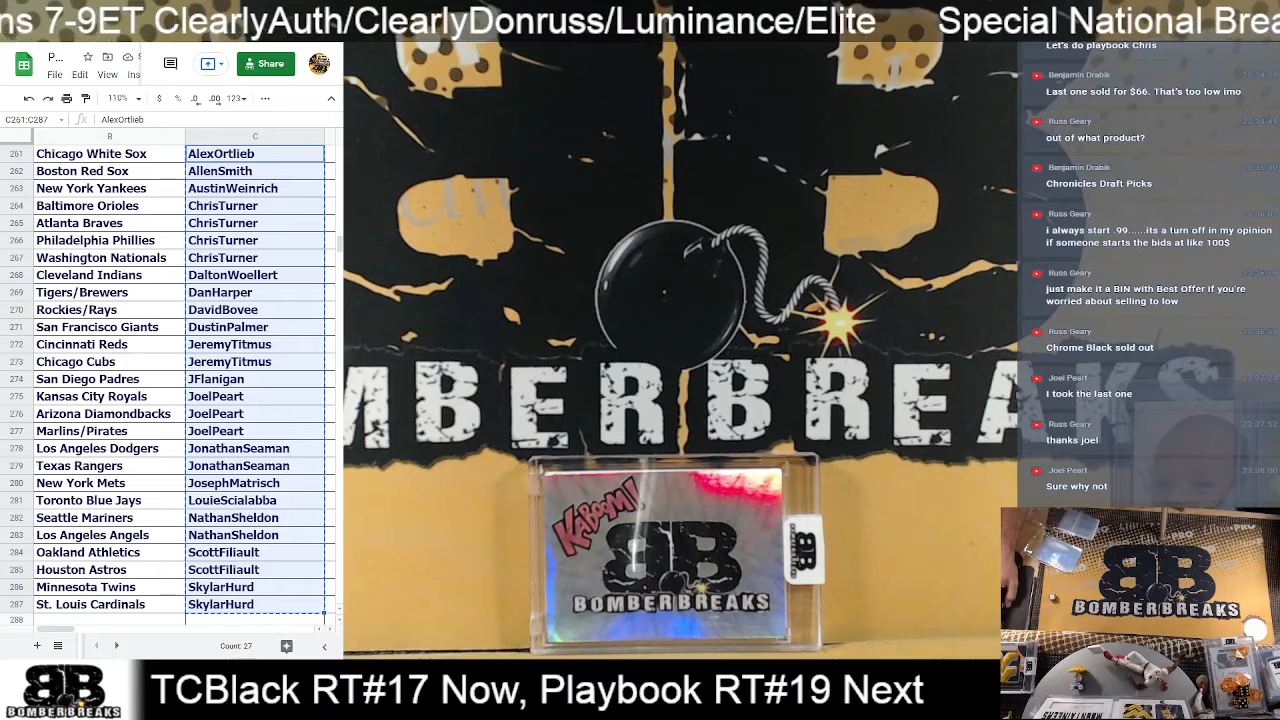 ns 7-9ET ClearlyAuth/ClearlyDonruss/Luminance/Elite Special National Brea
P...
File Edit View Ins
Share
110% $ % .0 .00 123 ...
C261:C287 fx AlexOrtlieb
B C
261 Chicago White Sox AlexOrtlieb
262 Boston Red Sox AllenSmith
263 New York Yankees AustinWeinrich
264 Baltimore Orioles ChrisTurner
265 Atlanta Braves ChrisTurner
266 Philadelphia Phillies ChrisTurner
267 Washington Nationals ChrisTurner
268 Cleveland Indians DaltonWoellert
269 Tigers/Brewers DanHarper
270 Rockies/Rays DavidBovee
271 San Francisco Giants DustinPalmer
272 Cincinnati Reds JeremyTitmus
273 Chicago Cubs JeremyTitmus
274 San Diego Padres JFlanigan
275 Kansas City Royals JoelPeart
276 Arizona Diamondbacks JoelPeart
277 Marlins/Pirates JoelPeart
278 Los Angeles Dodgers JonathanSeaman
279 Texas Rangers JonathanSeaman
280 New York Mets JosephMatrisch
281 Toronto Blue Jays LouieScialabba
282 Seattle Mariners NathanSheldon
283 Los Angeles Angels NathanSheldon
284 Oakland Athletics ScottFiliault
285 Houston Astros ScottFiliault
286 Minnesota Twins SkylarHurd
287 St. Louis Cardinals SkylarHurd
288
Count: 27
MBERBREA
KABOOM!!
BB
BOMBERBREAKS
BB
Let's do playbook Chris
Benjamin Drabik
Last one sold for $66. That's too low imo
Russ Geary
out of what product?
Benjamin Drabik
Chronicles Draft Picks
Russ Geary
i always start .99.....its a turn off in my opinion
if someone starts the bids at like 100$
Russ Geary
just make it a BIN with Best Offer if you're
worried about selling to low
Russ Geary
Chrome Black sold out
Joel Peart
I took the last one
Russ Geary
thanks joel
Joel Peart
Sure why not
BB
BOMBERBREAKS
BB
BOMBERBREAKS
TCBlack RT#17 Now, Playbook RT#19 Next